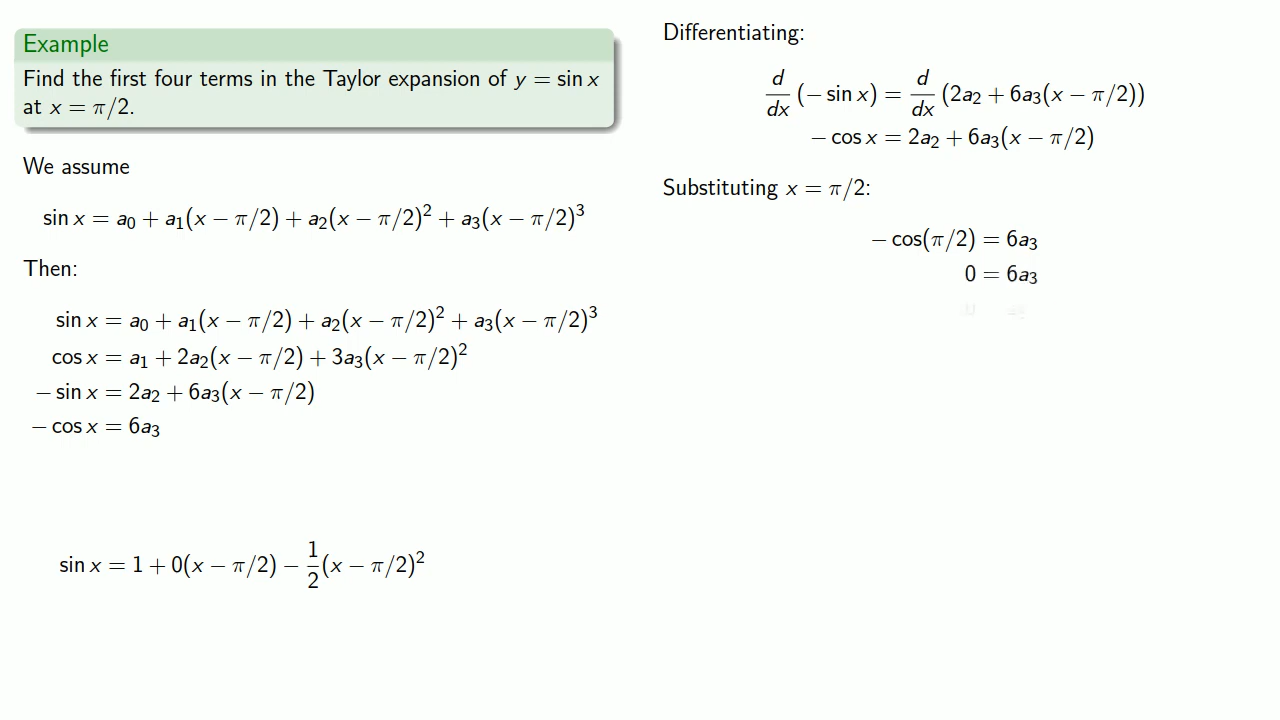 Example
Find the first four terms in the Taylor expansion of y = sin x
at x = π/2.
We assume
sin x = a₀ + a₁(x − π/2) + a₂(x − π/2)² + a₃(x − π/2)³
Then:
sin x = a₀ + a₁(x − π/2) + a₂(x − π/2)² + a₃(x − π/2)³
cos x = a₁ + 2a₂(x − π/2) + 3a₃(x − π/2)²
− sin x = 2a₂ + 6a₃(x − π/2)
− cos x = 6a₃
sin x = 1 + 0(x − π/2) − 1/2 (x − π/2)²
Differentiating:
d/dx (− sin x) = d/dx (2a₂ + 6a₃(x − π/2))
− cos x = 2a₂ + 6a₃(x − π/2)
Substituting x = π/2:
− cos(π/2) = 6a₃
0 = 6a₃